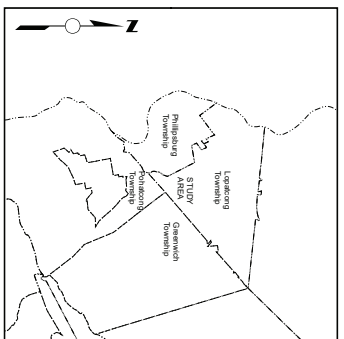 Z
Phillipsburg
Township
Lopatcong
Township
STUDY
AREA
Pohatcong
Township
Greenwich
Township